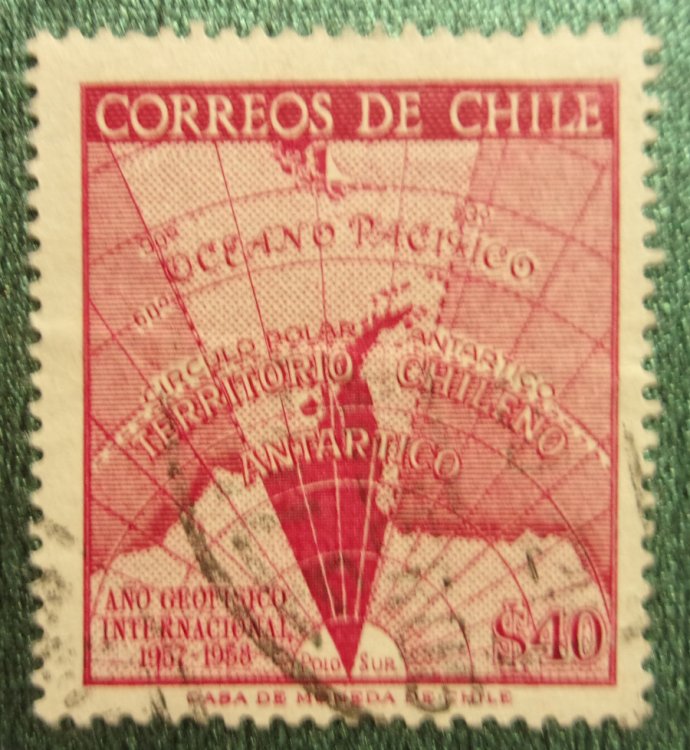 CORREOS DE CHILE
OCEANO PACIFICO
CIRCULO POLAR ANTARTICO
TERRITORIO CHILENO
ANTARTICO
AÑO GEOFISICO
INTERNACIONAL
1957-1958
POLO SUR
$40
CASA DE MONEDA DE CHILE